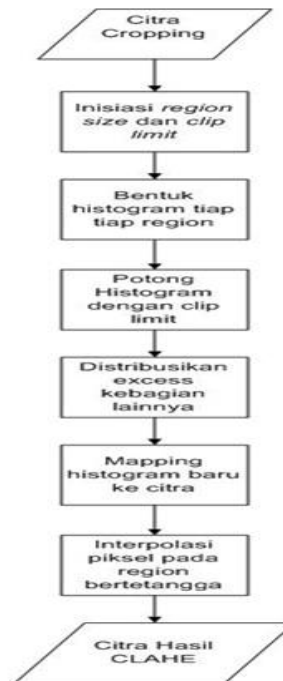 Citra
Cropping
Inisiasi region
size dan clip
limit
Bentuk
histogram tiap
tiap region
Potong
Histogram
dengan clip
limit
Distribusikan
excess
kebagian
lainnya
Mapping
histogram baru
ke citra
Interpolasi
piksel pada
region
bertetangga
Citra Hasil
CLAHE